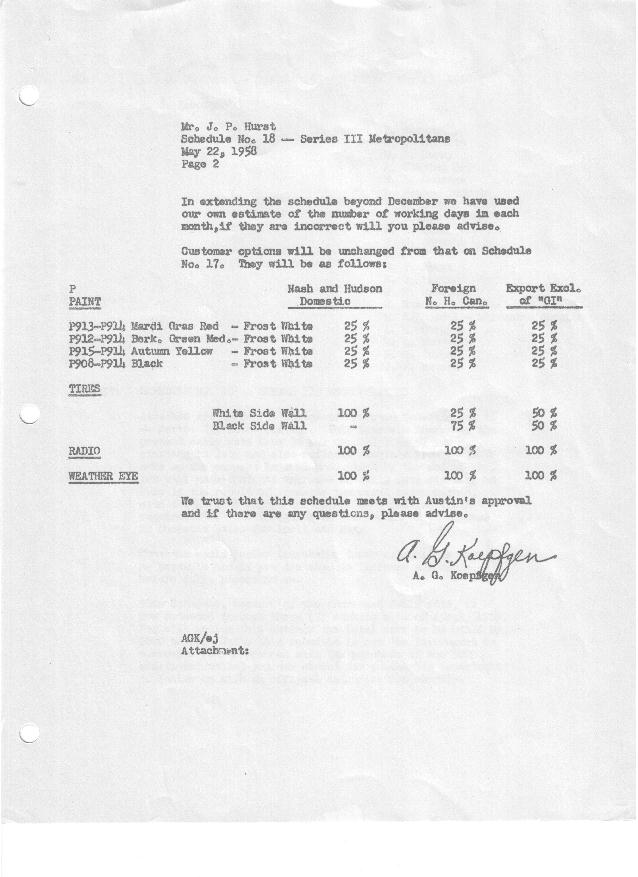 Mr. J. P. Hurst
Schedule No. 18 — Series III Metropolitans
May 22, 1958
Page 2
In extending the schedule beyond December we have used
our own estimate of the number of working days in each
month, if they are incorrect will you please advise.
Customer options will be unchanged from that on Schedule
No. 17. They will be as follows:
P Nash and Hudson Foreign Export Excl.
PAINT Domestic N. H. Can. of "GI"
P913-P914 Mardi Gras Red - Frost White 25 % 25 % 25 %
P912-P914 Berk. Green Med. - Frost White 25 % 25 % 25 %
P915-P914 Autumn Yellow - Frost White 25 % 25 % 25 %
P908-P914 Black - Frost White 25 % 25 % 25 %
TIRES
White Side Wall 100 % 25 % 50 %
Black Side Wall - 75 % 50 %
RADIO 100 % 100 % 100 %
WEATHER EYE 100 % 100 % 100 %
We trust that this schedule meets with Austin's approval
and if there are any questions, please advise.
A. G. Koepfgen
A. G. Koepfgen
AGK/ej
Attachment: